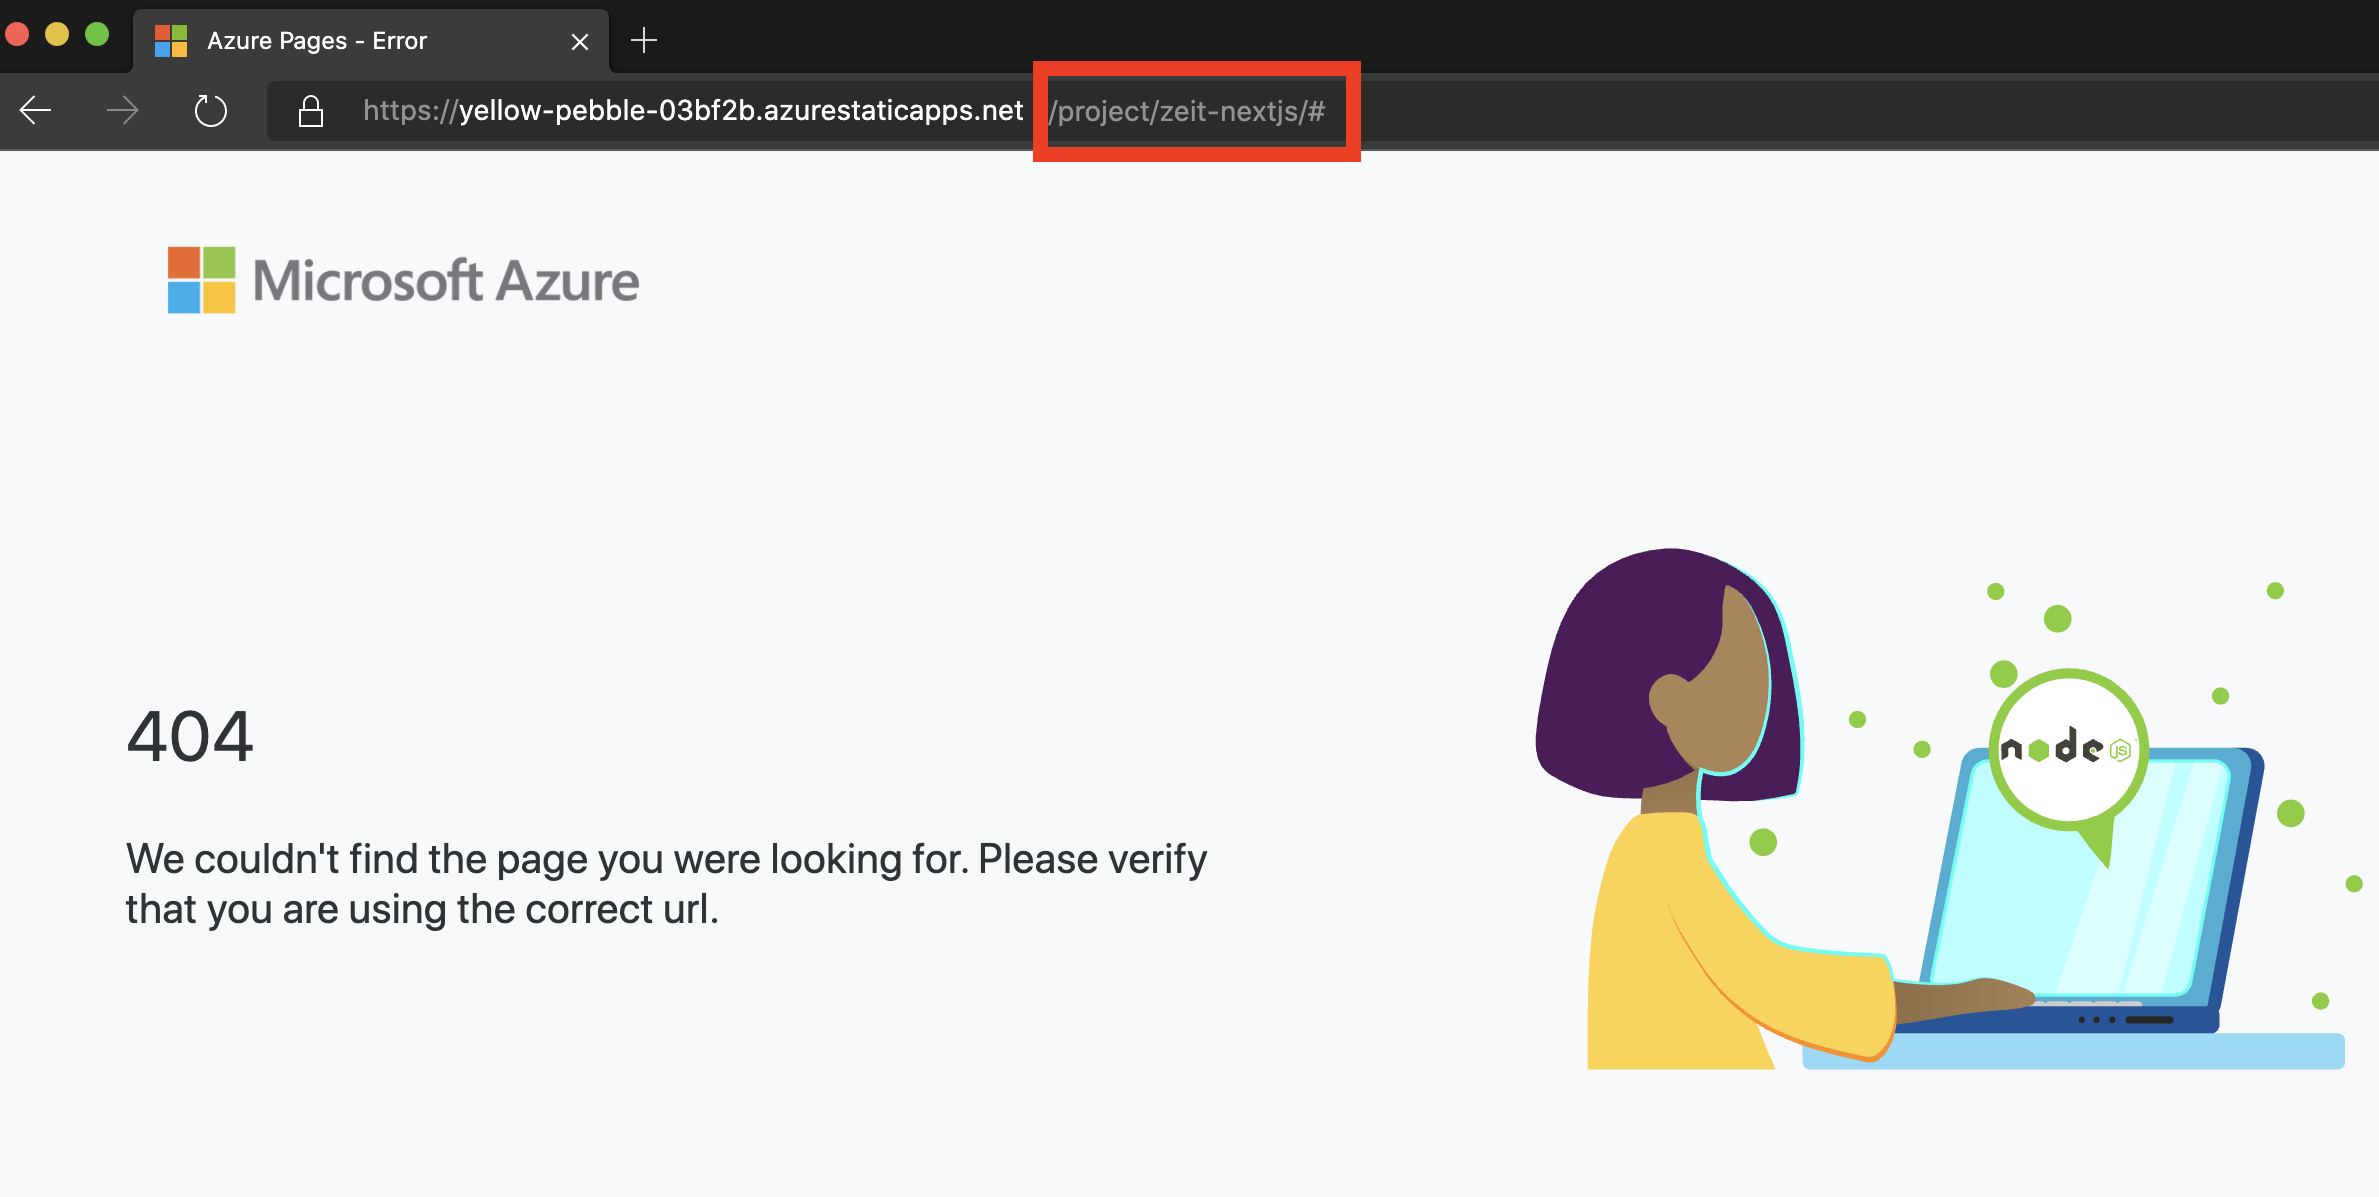 Azure Pages - Error
https://yellow-pebble-03bf2b.azurestaticapps.net /project/zeit-nextjs/#
Microsoft Azure
404
We couldn't find the page you were looking for. Please verify
that you are using the correct url.
node JS